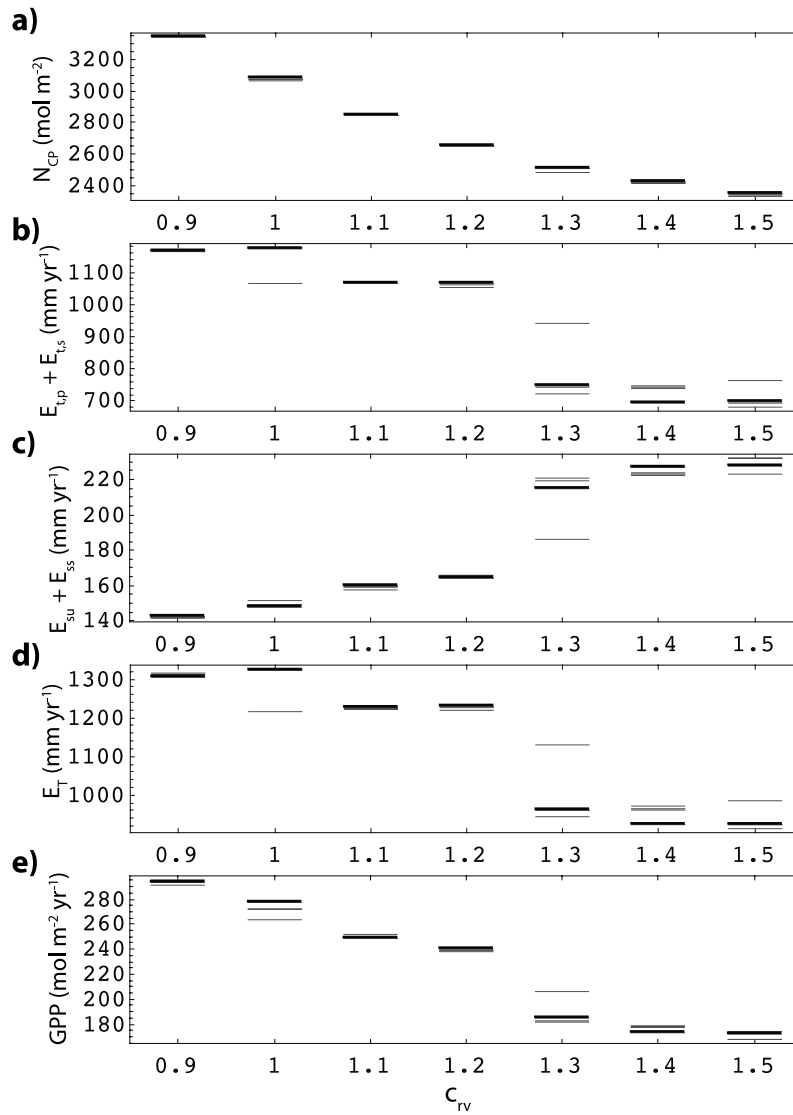 a)
N_CP (mol m⁻²)
3200
3000
2800
2600
2400
0.9 1 1.1 1.2 1.3 1.4 1.5
b)
E_t,p + E_t,s (mm yr⁻¹)
1100
1000
900
800
700
0.9 1 1.1 1.2 1.3 1.4 1.5
c)
E_su + E_ss (mm yr⁻¹)
220
200
180
160
140
0.9 1 1.1 1.2 1.3 1.4 1.5
d)
E_T (mm yr⁻¹)
1300
1200
1100
1000
0.9 1 1.1 1.2 1.3 1.4 1.5
e)
GPP (mol m⁻² yr⁻¹)
280
260
240
220
200
180
0.9 1 1.1 1.2 1.3 1.4 1.5
c_rv